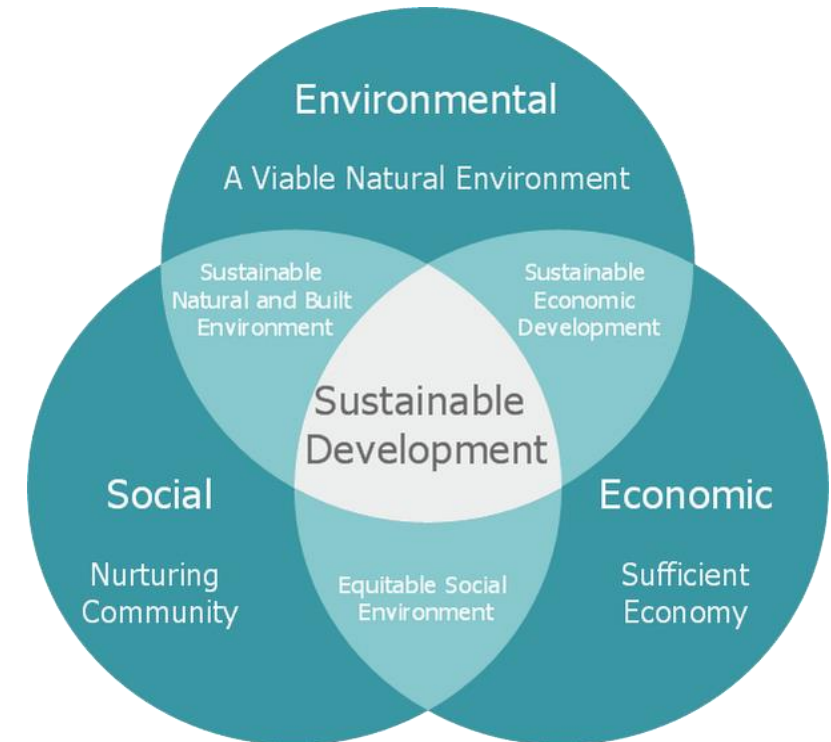 Environmental
A Viable Natural Environment
Sustainable
Natural and Built
Environment
Sustainable
Economic
Development
Sustainable
Development
Social
Nurturing
Community
Equitable Social
Environment
Economic
Sufficient
Economy